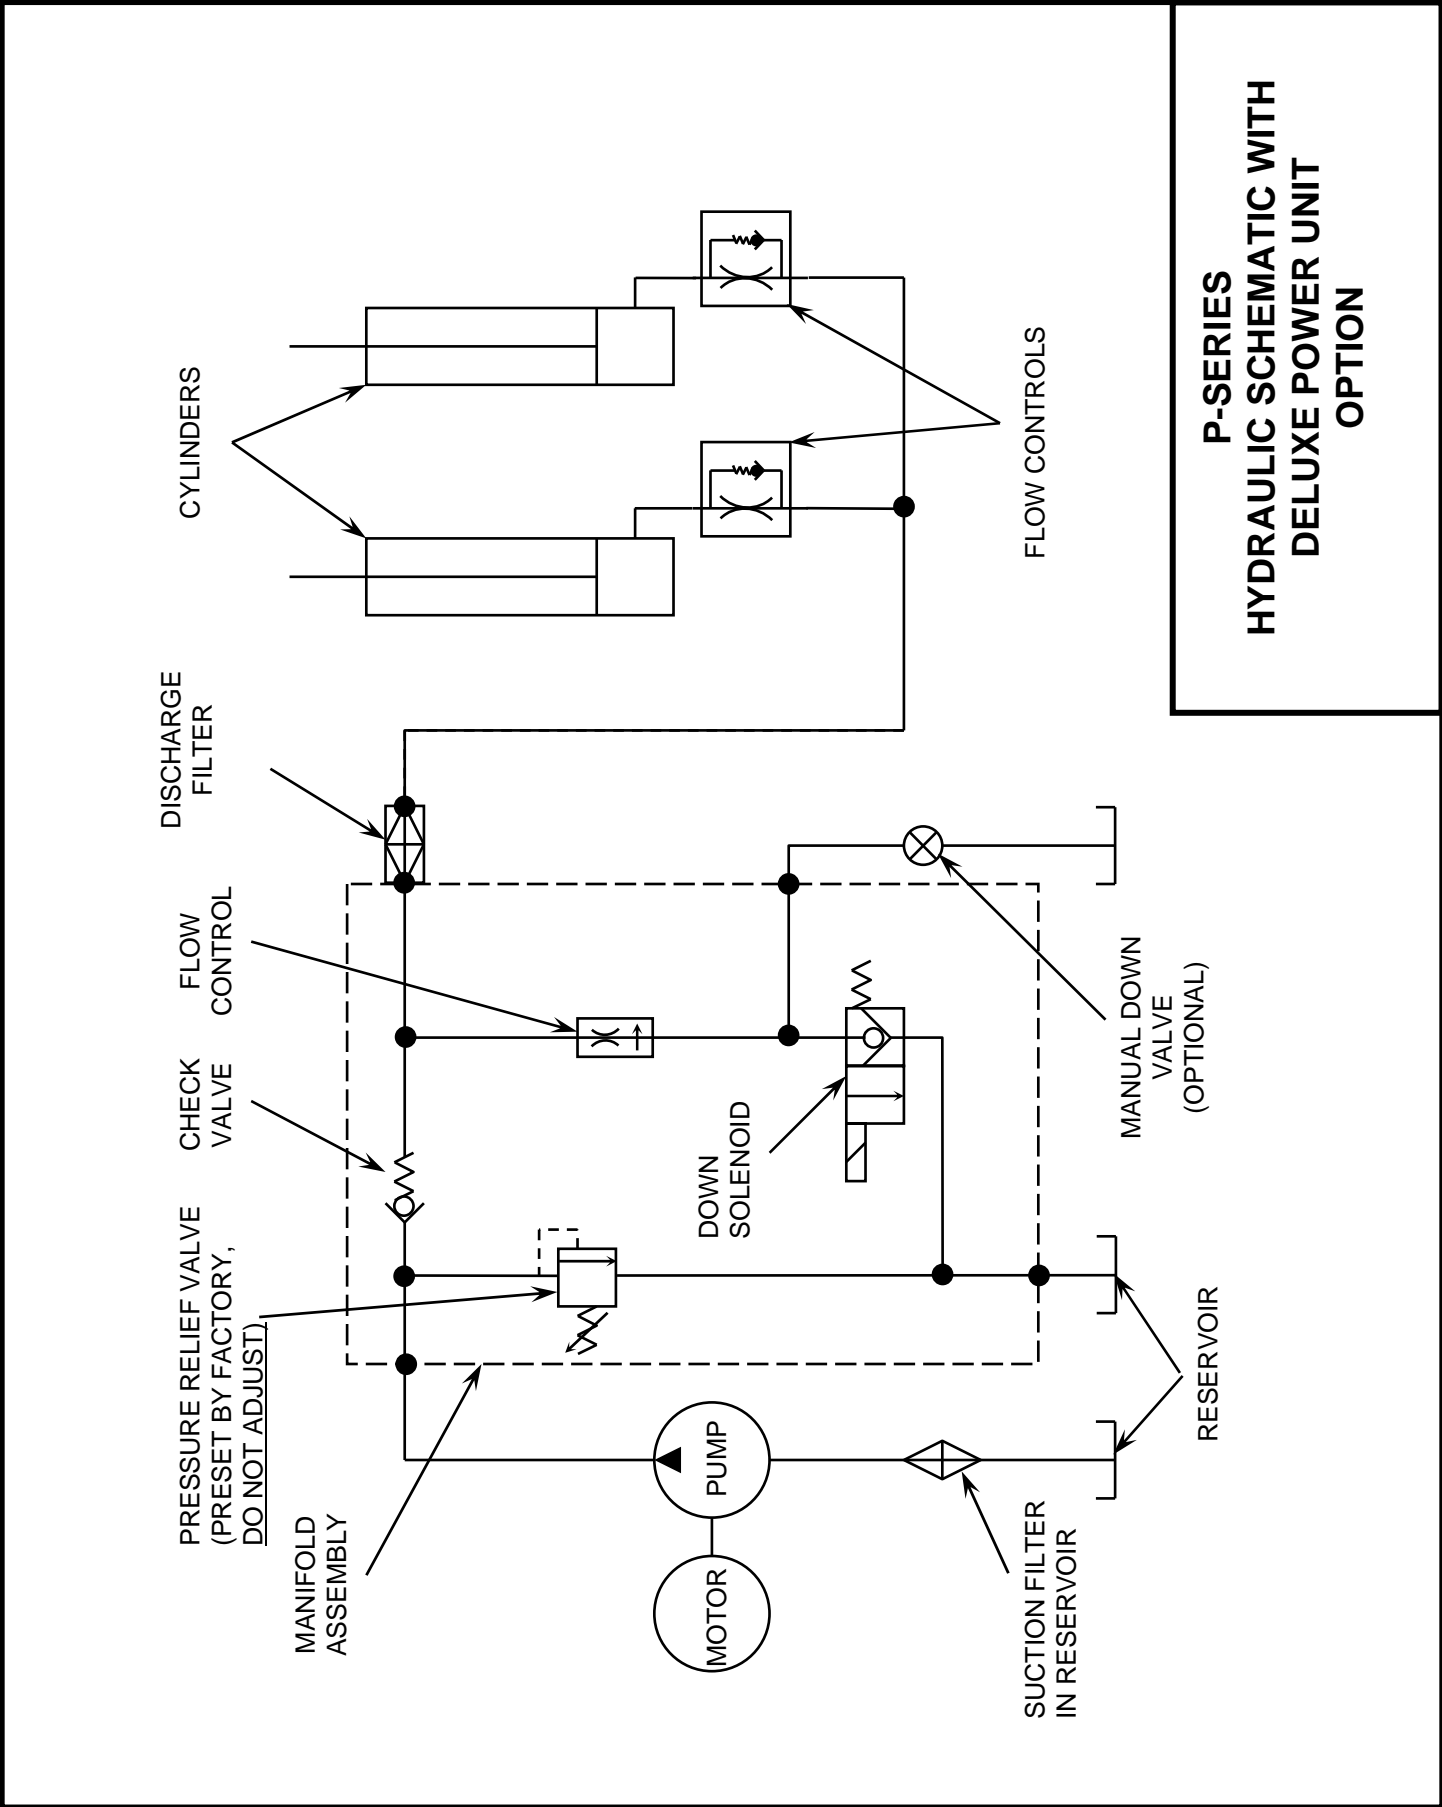 PRESSURE RELIEF VALVE
(PRESET BY FACTORY,
DO NOT ADJUST)
CHECK
VALVE
FLOW
CONTROL
DISCHARGE
FILTER
CYLINDERS
MANIFOLD
ASSEMBLY
MOTOR
PUMP
DOWN
SOLENOID
SUCTION FILTER
IN RESERVOIR
RESERVOIR
MANUAL DOWN
VALVE
(OPTIONAL)
FLOW CONTROLS
P-SERIES
HYDRAULIC SCHEMATIC WITH
DELUXE POWER UNIT
OPTION